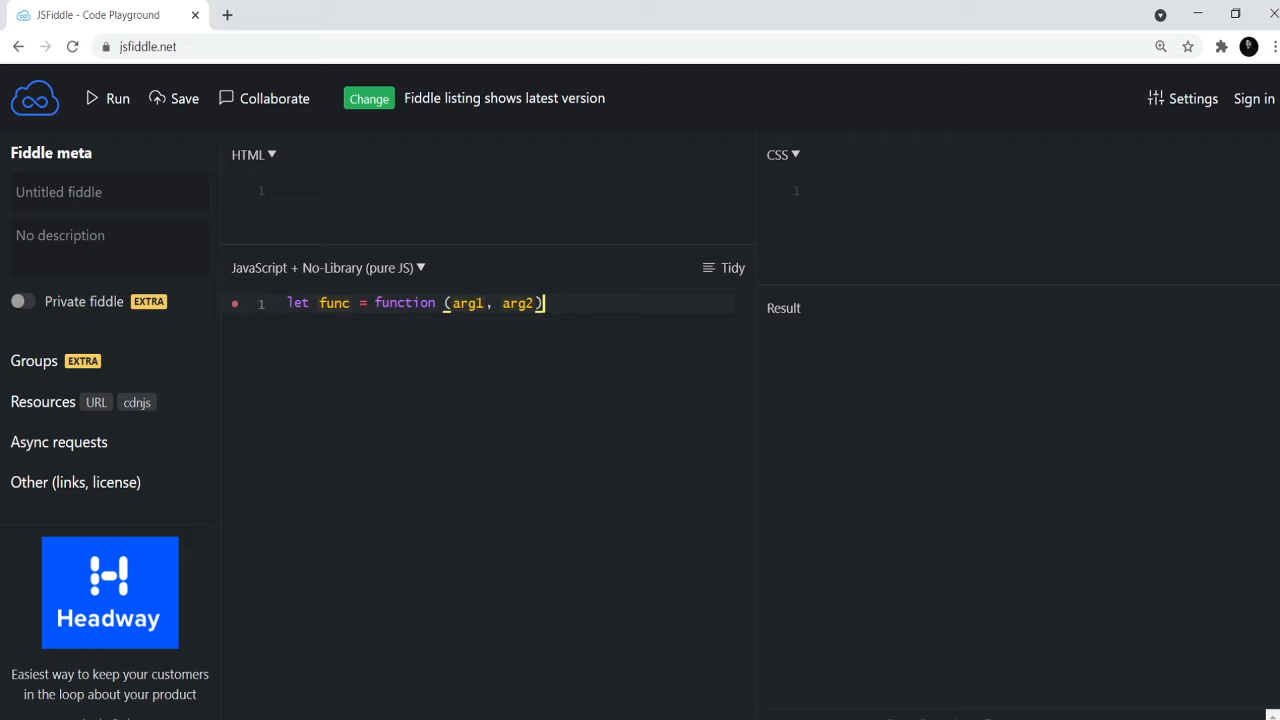 JSFiddle - Code Playground
jsfiddle.net
Run
Save
Collaborate
Change
Fiddle listing shows latest version
Settings
Sign in
Fiddle meta
Untitled fiddle
No description
Private fiddle EXTRA
Groups EXTRA
Resources URL cdnjs
Async requests
Other (links, license)
Headway
Easiest way to keep your customers
in the loop about your product
HTML
1
JavaScript + No-Library (pure JS)
Tidy
1 let func = function (arg1, arg2)
CSS
1
Result